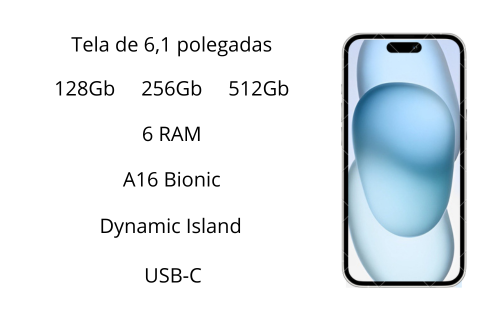 Tela de 6,1 polegadas
128Gb 256Gb 512Gb
6 RAM
A16 Bionic
Dynamic Island
USB-C